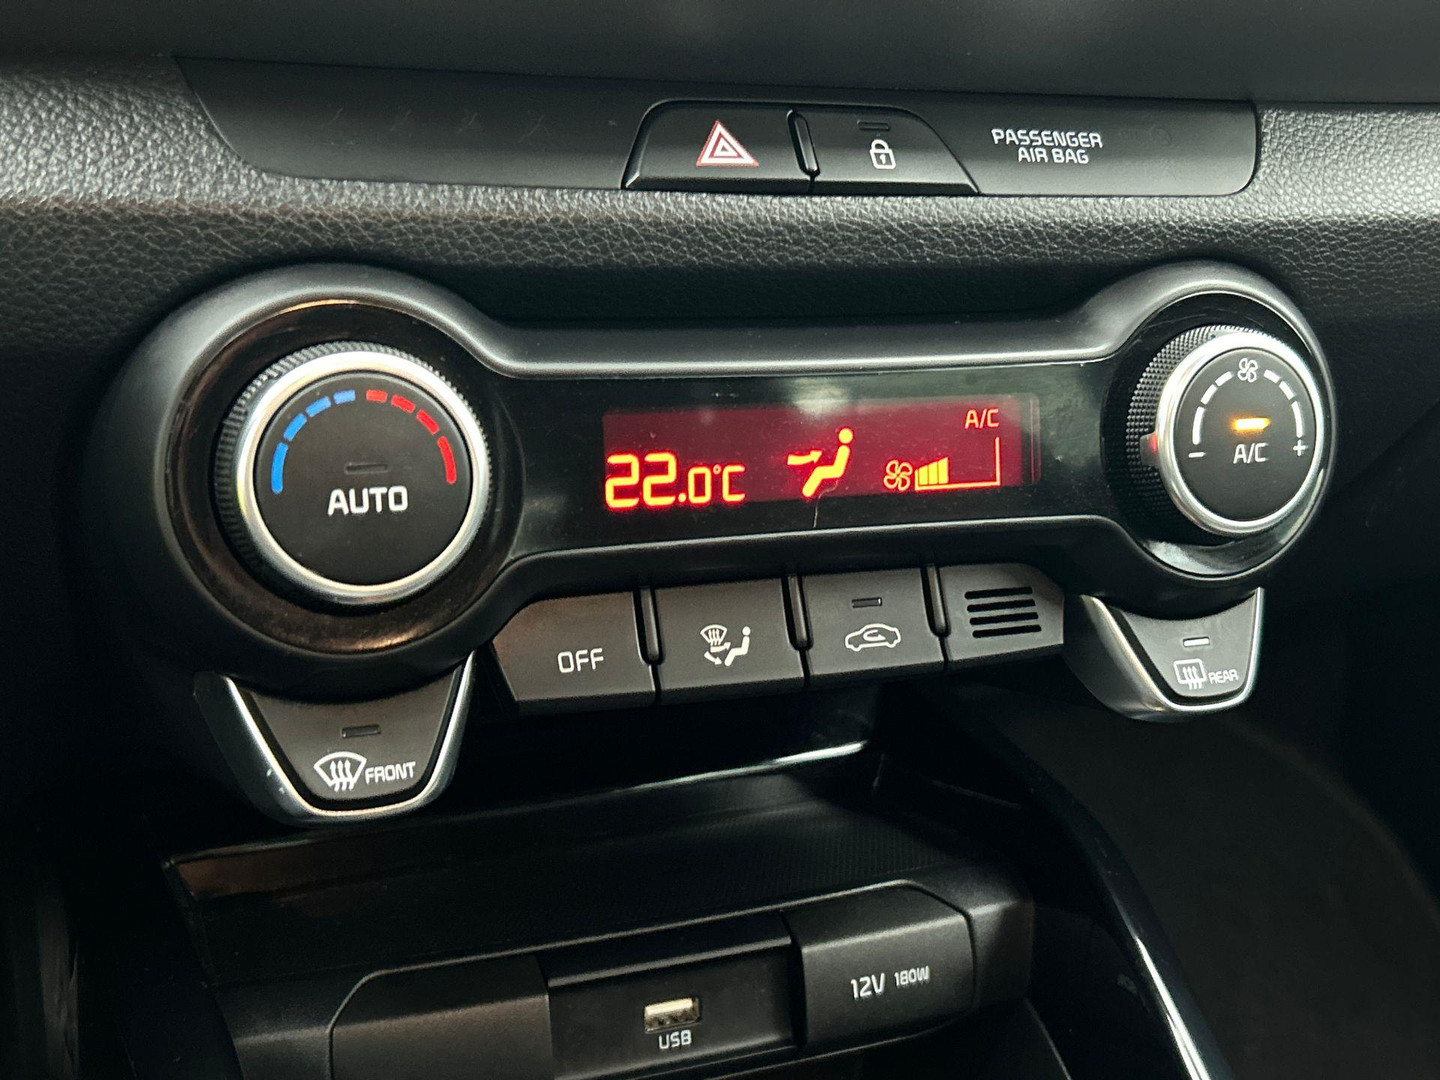 PASSENGER
AIR BAG
A/C
22.0°C
AUTO
- A/C +
OFF
REAR
FRONT
12V 180W
USB